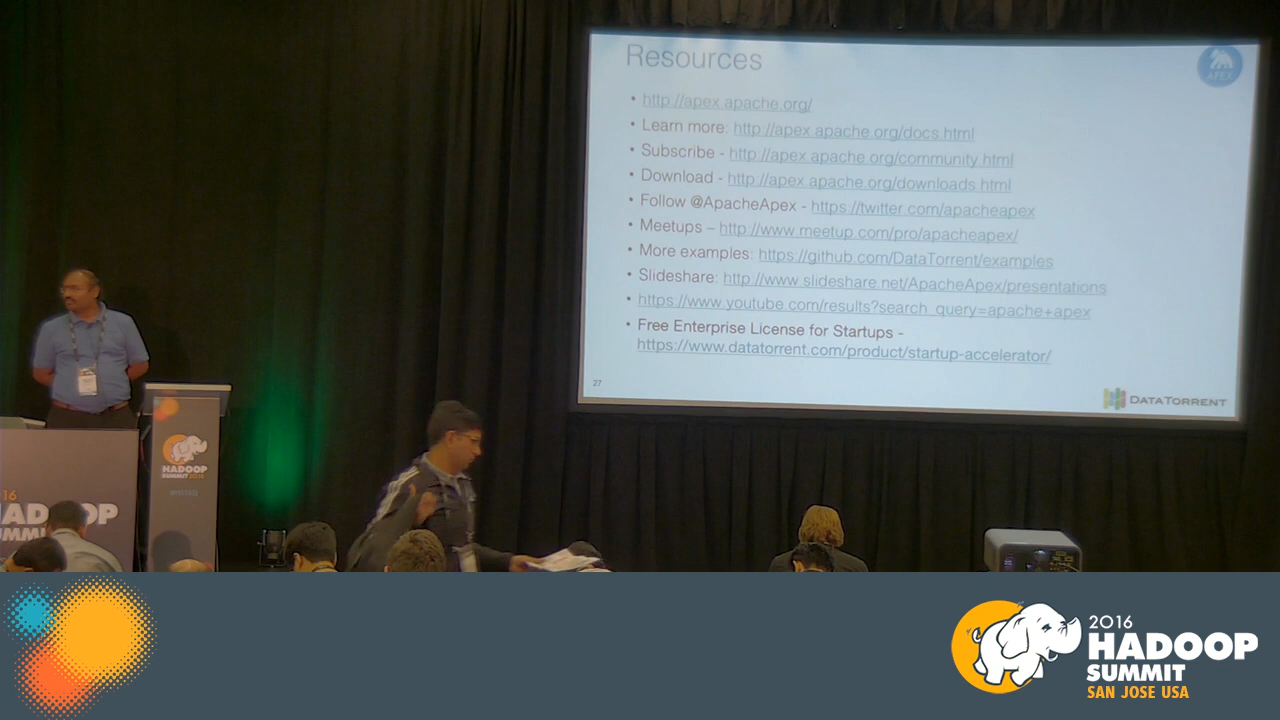 Resources
APEX
• http://apex.apache.org/
• Learn more: http://apex.apache.org/docs.html
• Subscribe - http://apex.apache.org/community.html
• Download - http://apex.apache.org/downloads.html
• Follow @ApacheApex - https://twitter.com/apacheapex
• Meetups – http://www.meetup.com/pro/apacheapex/
• More examples: https://github.com/DataTorrent/examples
• Slideshare: http://www.slideshare.net/ApacheApex/presentations
• https://www.youtube.com/results?search_query=apache+apex
• Free Enterprise License for Startups -
https://www.datatorrent.com/product/startup-accelerator/
27
DATATORRENT
HADOOP
SUMMIT 2016
16
HADOOP
SUMMI
2016
HADOOP
SUMMIT
SAN JOSE USA